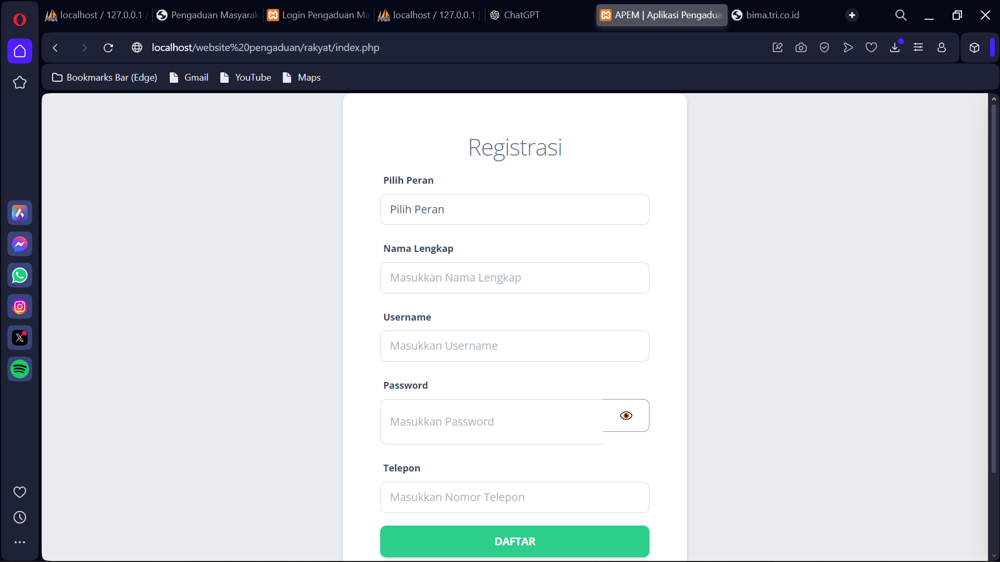 localhost / 127.0.0.1 /
Pengaduan Masyarak
Login Pengaduan Ma
localhost / 127.0.0.1 |
ChatGPT
APEM | Aplikasi Pengaduan
bima.tri.co.id
localhost/website%20pengaduan/rakyat/index.php
Bookmarks Bar (Edge)
Gmail
YouTube
Maps
Registrasi
Pilih Peran
Pilih Peran
Nama Lengkap
Masukkan Nama Lengkap
Username
Masukkan Username
Password
Masukkan Password
Telepon
Masukkan Nomor Telepon
DAFTAR